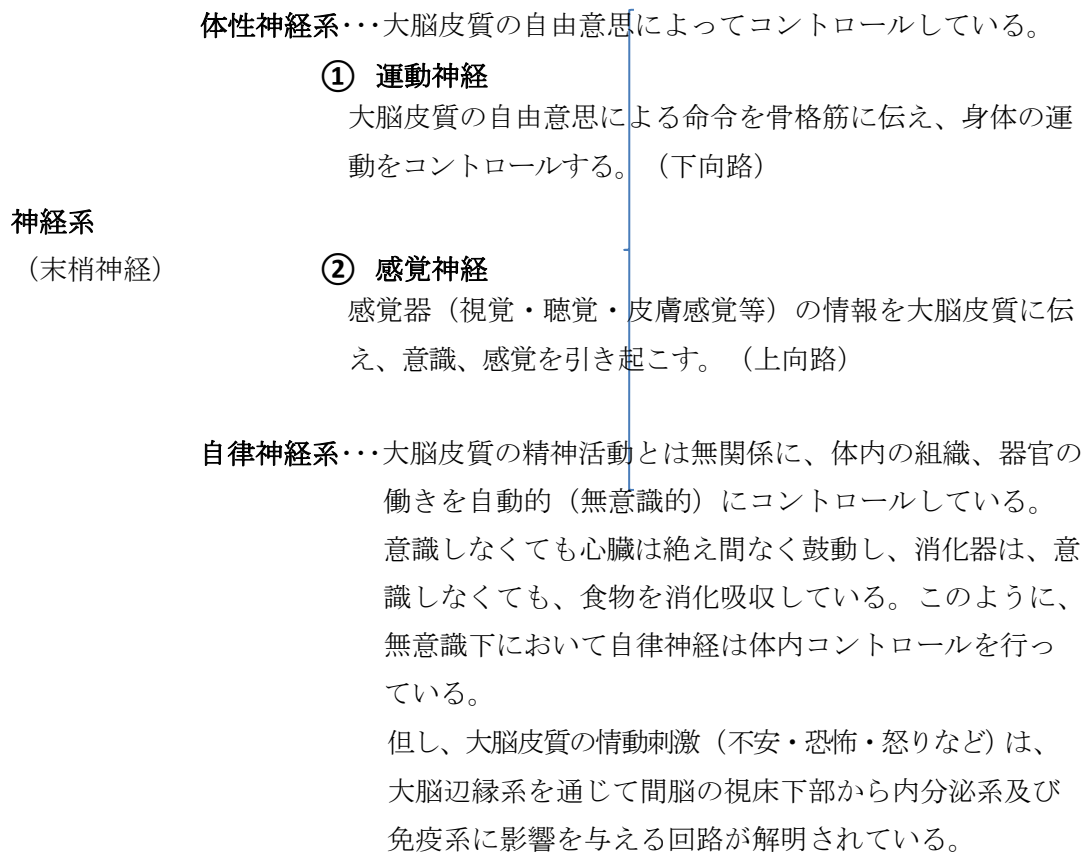 体性神経系･･･大脳皮質の自由意思によってコントロールしている。
① 運動神経
大脳皮質の自由意思による命令を骨格筋に伝え、身体の運
動をコントロールする。（下向路）
神経系
（末梢神経）
② 感覚神経
感覚器（視覚・聴覚・皮膚感覚等）の情報を大脳皮質に伝
え、意識、感覚を引き起こす。（上向路）
自律神経系･･･大脳皮質の精神活動とは無関係に、体内の組織、器官の
働きを自動的（無意識的）にコントロールしている。
意識しなくても心臓は絶え間なく鼓動し、消化器は、意
識しなくても、食物を消化吸収している。このように、
無意識下において自律神経は体内コントロールを行っ
ている。
但し、大脳皮質の情動刺激（不安・恐怖・怒りなど）は、
大脳辺縁系を通じて間脳の視床下部から内分泌系及び
免疫系に影響を与える回路が解明されている。